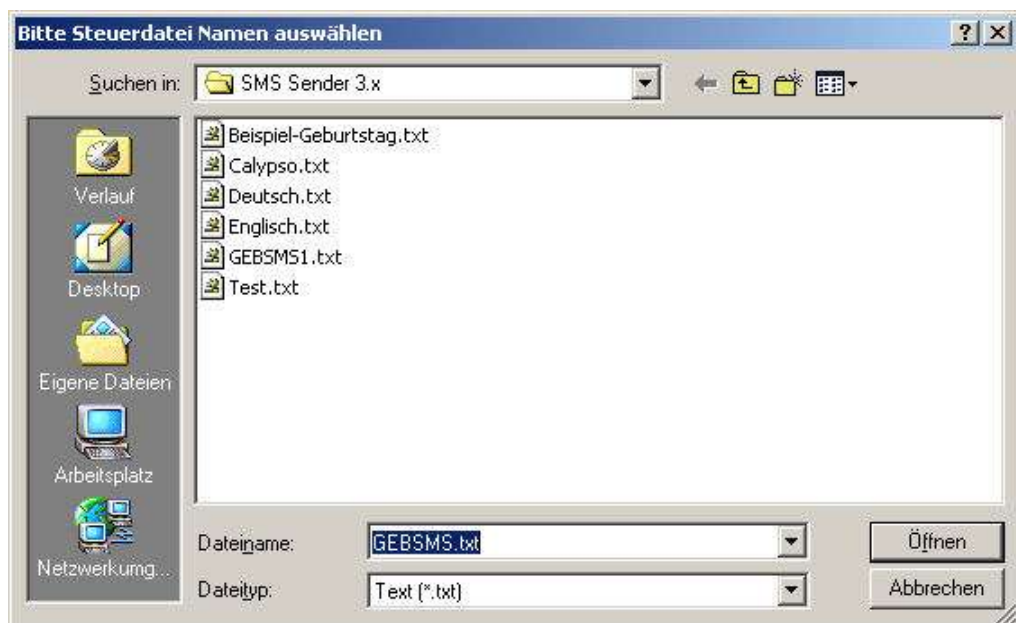 Bitte Steuerdatei Namen auswählen
Suchen in: SMS Sender 3.x
Verlauf
Desktop
Eigene Dateien
Arbeitsplatz
Netzwerkumg...
Beispiel-Geburtstag.txt
Calypso.txt
Deutsch.txt
Englisch.txt
GEBSMS1.txt
Test.txt
Dateiname: GEBSMS.txt Öffnen
Dateityp: Text (*.txt) Abbrechen